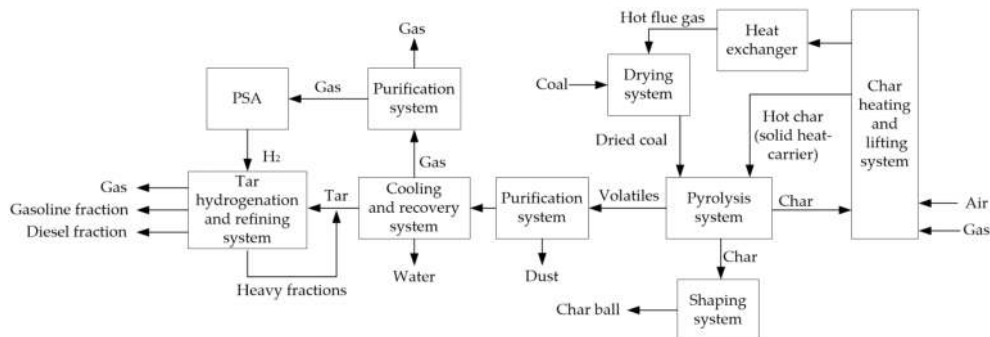 Hot flue gas
Heat
exchanger
Gas
Coal
Drying
system
PSA
Gas
Purification
system
Char
heating
and
lifting
system
Hot char
(solid heat-
carrier)
Dried coal
H₂
Gas
Gas
Gasoline fraction
Diesel fraction
Tar
hydrogenation
and refining
system
Tar
Cooling
and recovery
system
Purification
system
Volatiles
Pyrolysis
system
Char
Air
Gas
Heavy fractions
Water
Dust
Char
Char ball
Shaping
system